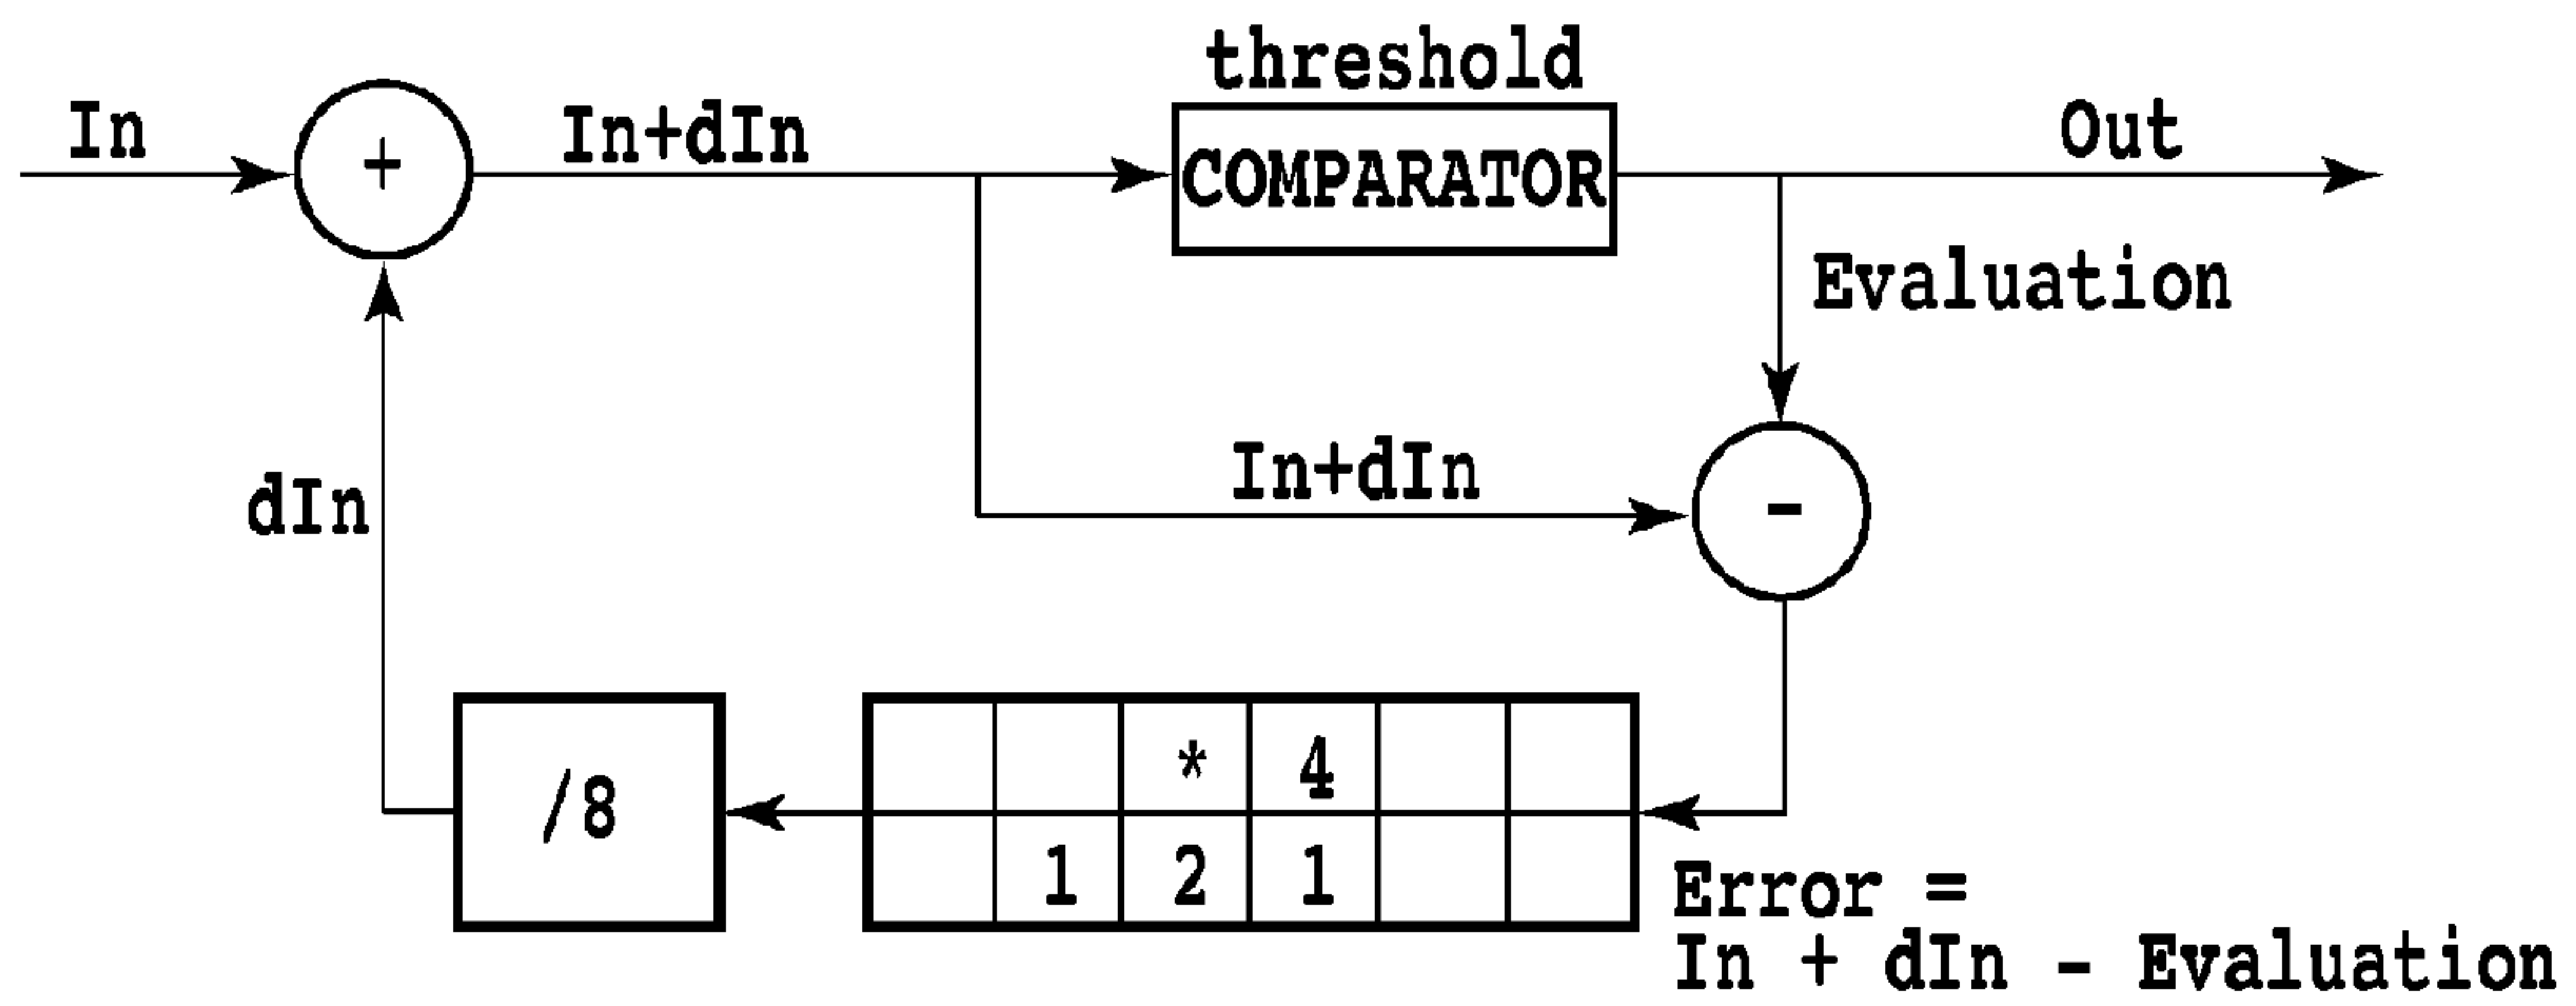 threshold
In
+
In+dIn
COMPARATOR
Out
Evaluation
In+dIn
-
dIn
/8
* 4
1 2 1
Error =
In + dIn - Evaluation